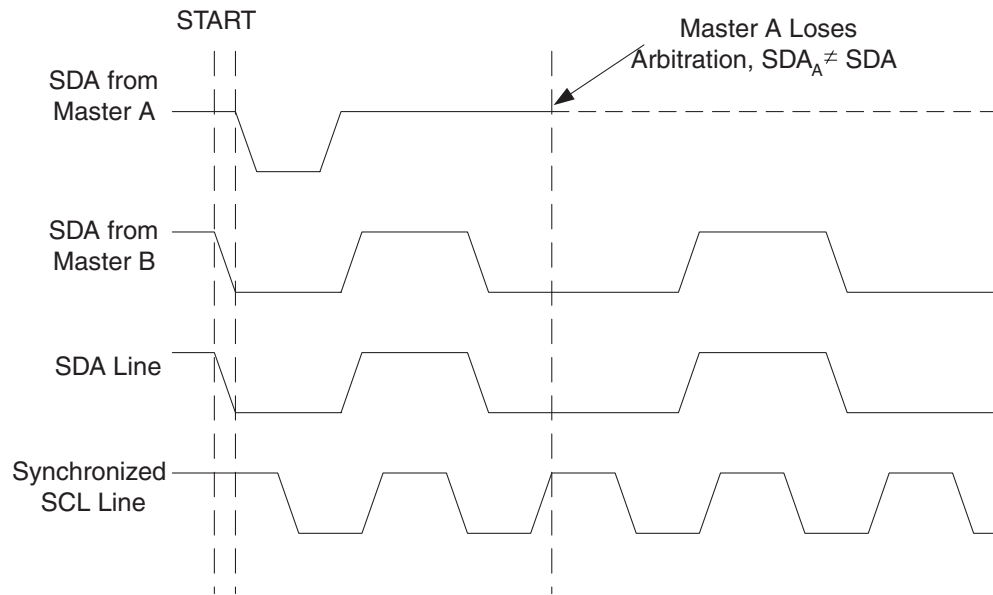 START
Master A Loses
Arbitration, SDA_A ≠ SDA
SDA from
Master A
SDA from
Master B
SDA Line
Synchronized
SCL Line